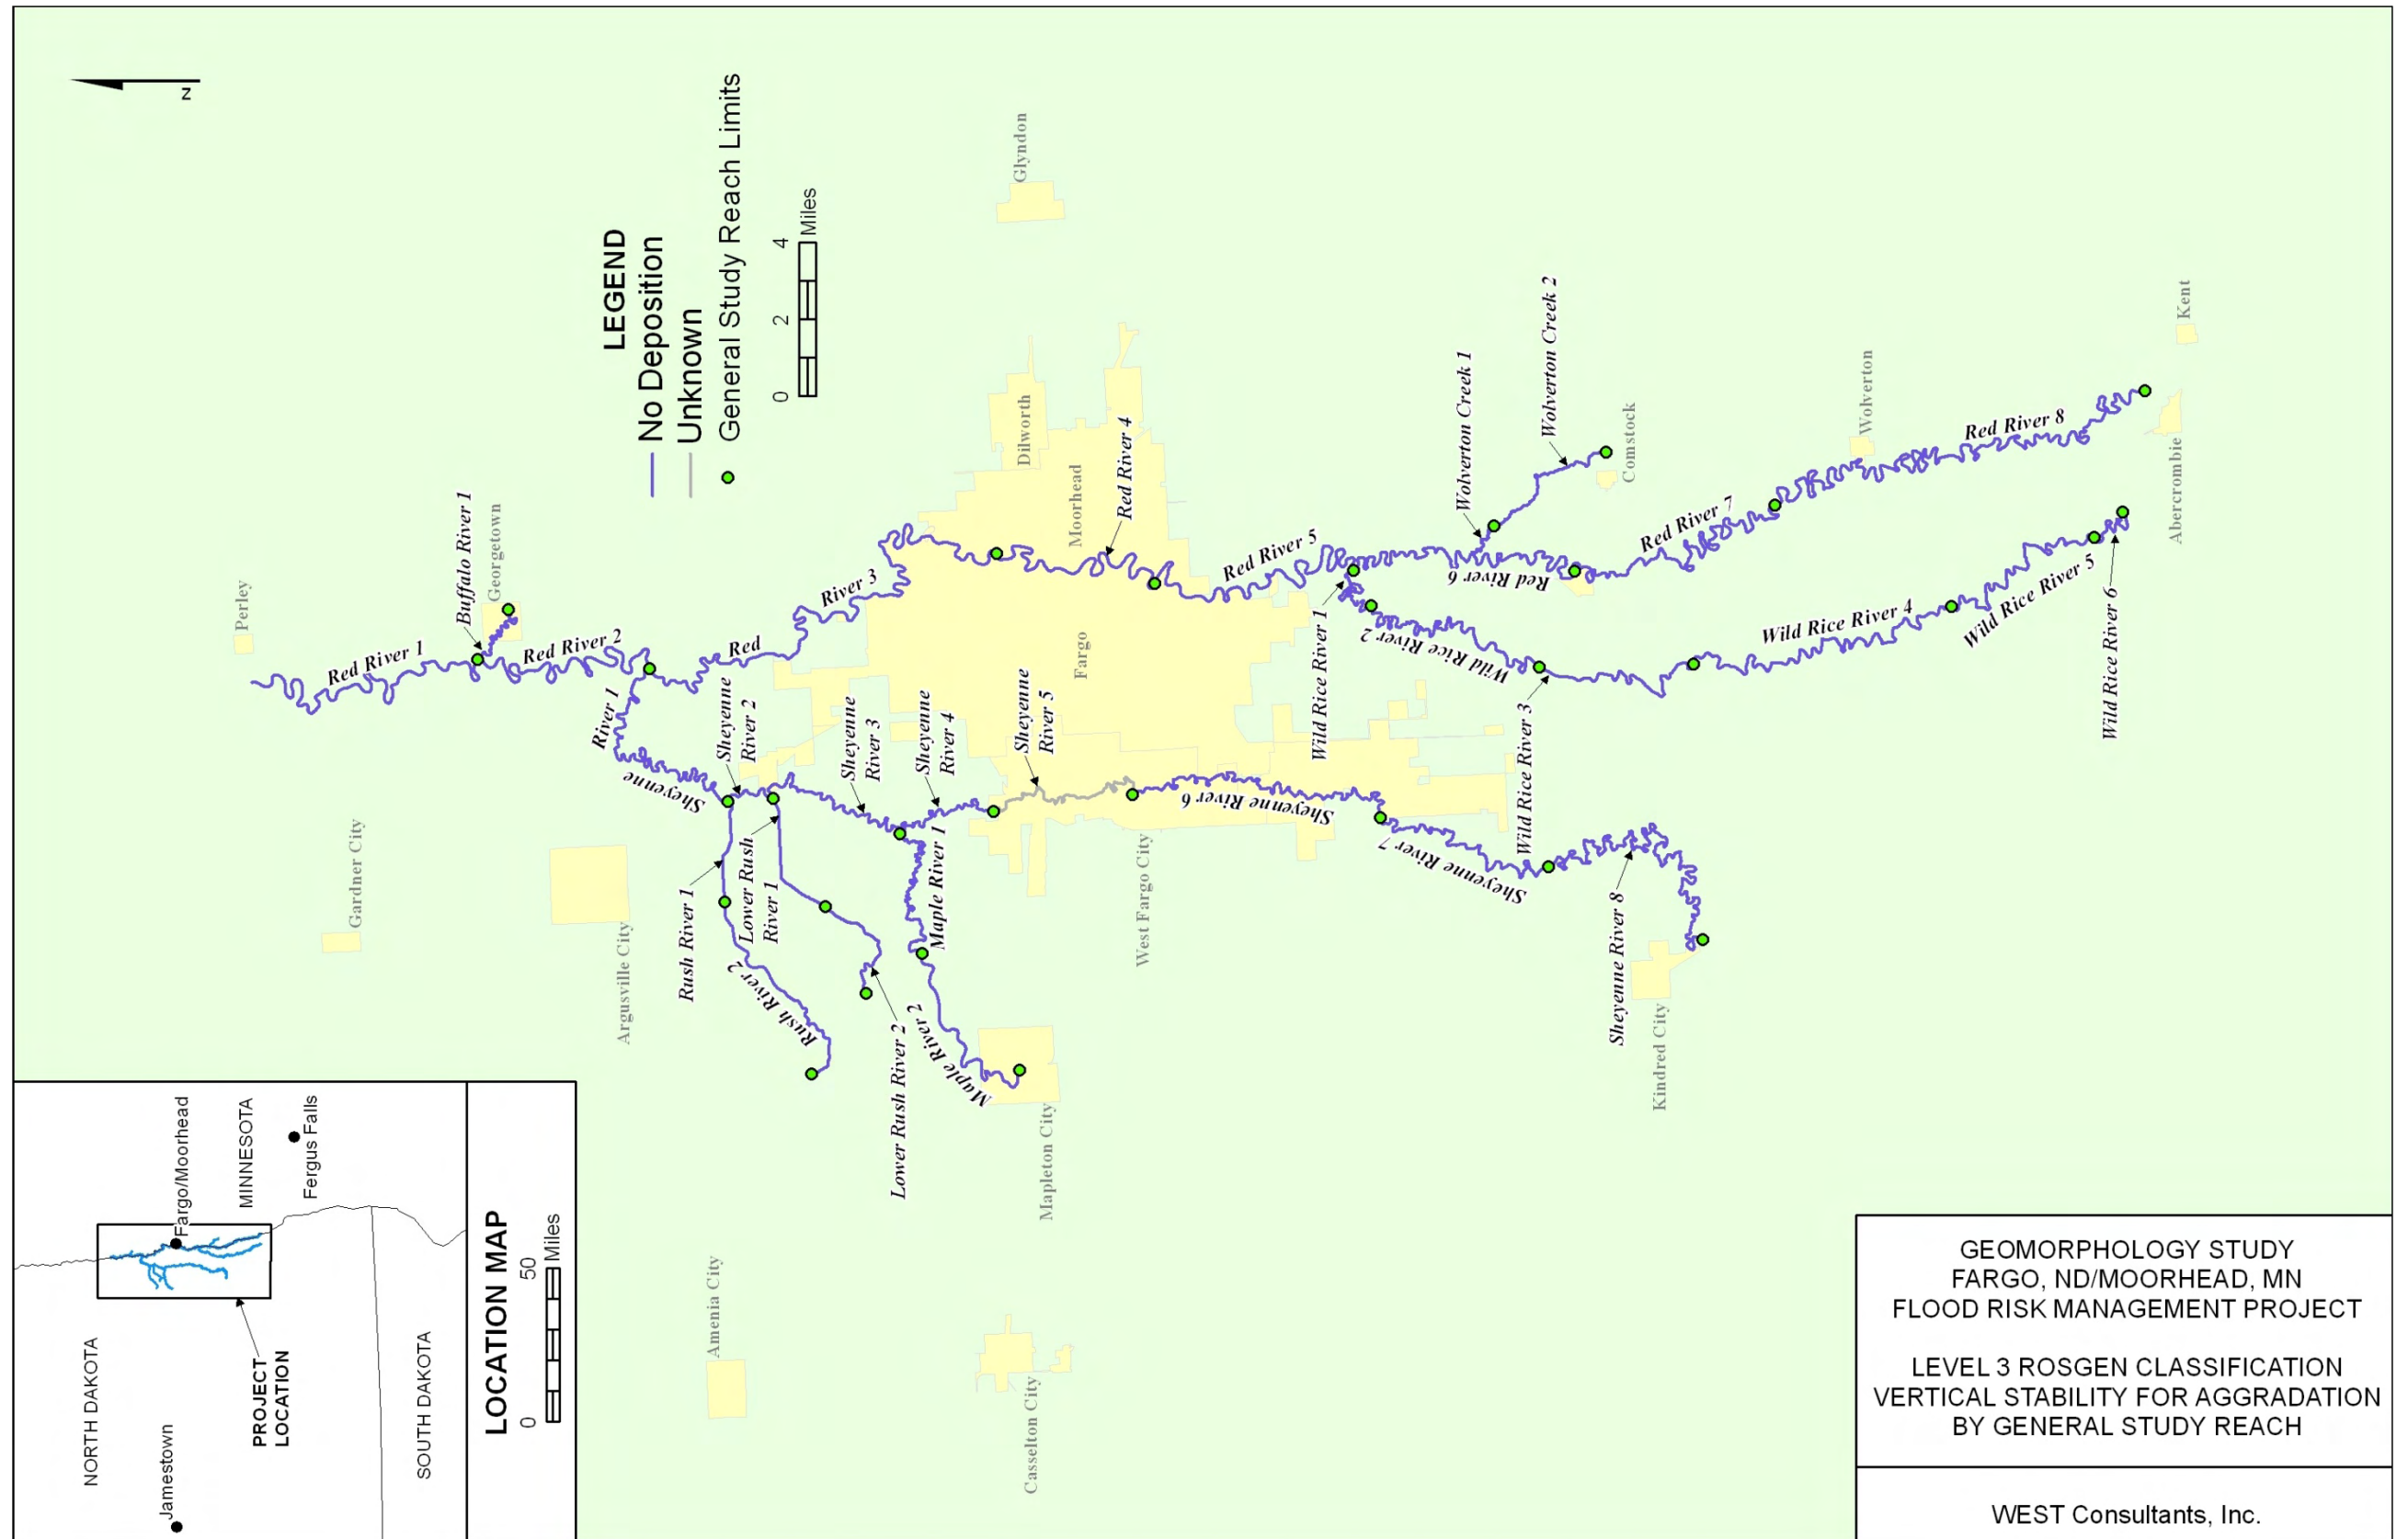 N
Perley
Red River 1
Buffalo River 1
Georgetown
Red River 2
LEGEND
No Deposition
Unknown
General Study Reach Limits
0 2 4
Miles
Glyndon
Dilworth
Moorhead
Red River 4
Red
River 3
Fargo
Red River 5
Wolverton Creek 1
Wolverton Creek 2
Comstock
Red River 6
Red River 7
Wolverton
Red River 8
Kent
Abercrombie
Wild Rice River 1
Wild Rice
River 2
Wild Rice River 3
Wild Rice River 4
Wild Rice River 5
Wild Rice River 6
Sheyenne
River 1
Sheyenne
River 2
Sheyenne
River 3
Sheyenne
River 4
Sheyenne
River 5
Sheyenne River 6
Sheyenne River 7
Sheyenne River 8
Rush River 1
Rush River 2
Lower Rush
River 1
Lower Rush River 2
Maple River 1
Maple River 2
Gardner City
Argusville City
West Fargo City
Mapleton City
Kindred City
Amenia City
Casselton City
NORTH DAKOTA
Jamestown
PROJECT
LOCATION
SOUTH DAKOTA
Fargo/Moorhead
MINNESOTA
Fergus Falls
LOCATION MAP
0 50
Miles
GEOMORPHOLOGY STUDY
FARGO, ND/MOORHEAD, MN
FLOOD RISK MANAGEMENT PROJECT
LEVEL 3 ROSGEN CLASSIFICATION
VERTICAL STABILITY FOR AGGRADATION
BY GENERAL STUDY REACH
WEST Consultants, Inc.